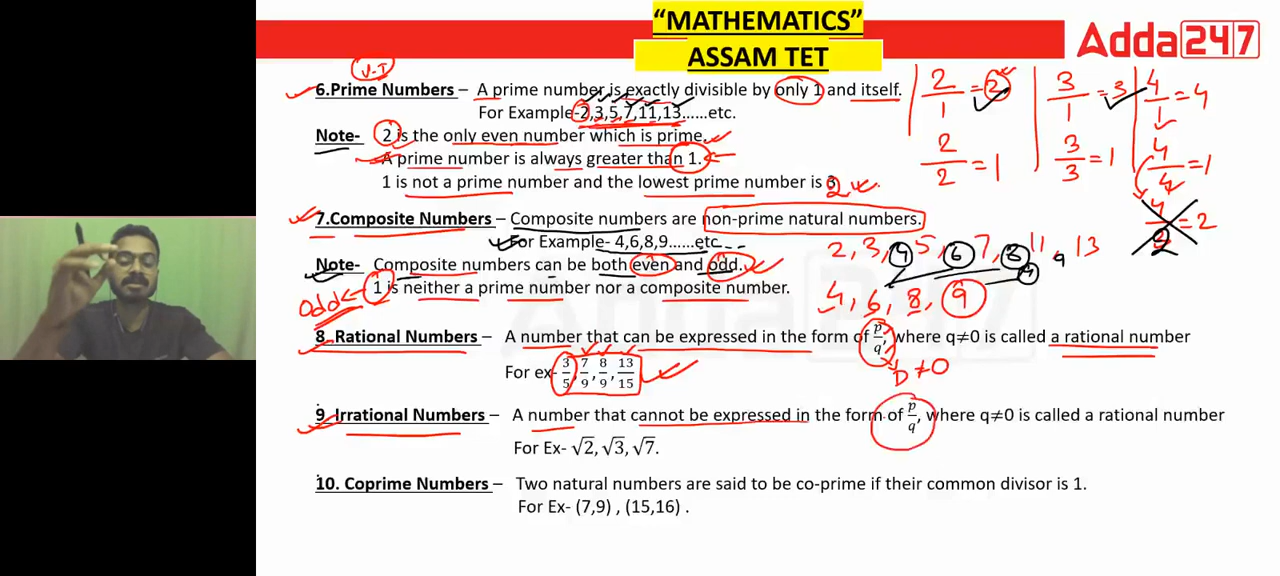 “MATHEMATICS”
ASSAM TET
Adda247
V-I
6.Prime Numbers – A prime number is exactly divisible by only 1 and itself.
For Example-2,3,5,7,11,13......etc.
Note- 2 is the only even number which is prime.
A prime number is always greater than 1.
1 is not a prime number and the lowest prime number is 3 2
2/1 = 2
2/2 = 1
3/1 = 3
3/3 = 1
4/1 = 4
4/4 = 1
4/2 = 2
7.Composite Numbers – Composite numbers are non-prime natural numbers.
For Example- 4,6,8,9......etc
Note- Composite numbers can be both even and odd.
odd 1 is neither a prime number nor a composite number.
2, 3, 4 5, 6 7, 8 9 11, 13
4, 6, 8, 9
8. Rational Numbers – A number that can be expressed in the form of p/q, where q≠0 is called a rational number
For ex- 3/5, 7/9, 8/9, 13/15
≠0
9. Irrational Numbers – A number that cannot be expressed in the form of p/q, where q≠0 is called a rational number
For Ex- √2, √3, √7.
10. Coprime Numbers – Two natural numbers are said to be co-prime if their common divisor is 1.
For Ex- (7,9) , (15,16) .